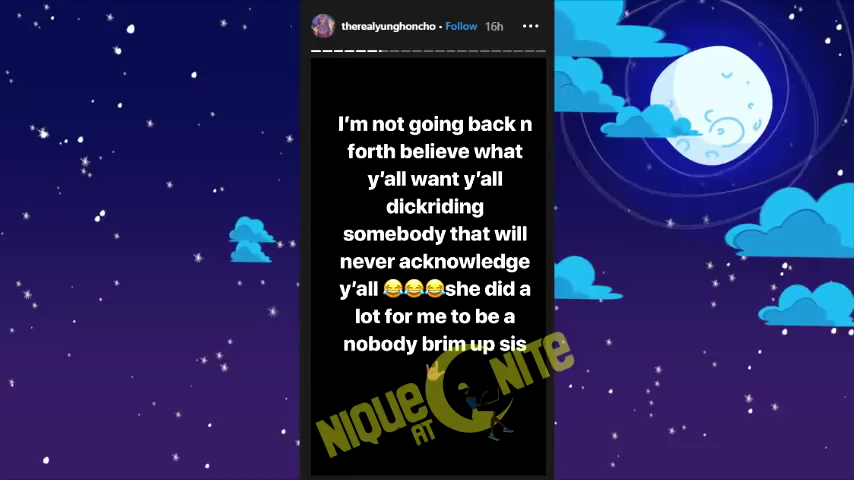 therealyunghoncho • Follow 16h •••
I'm not going back n
forth believe what
y'all want y'all
dickriding
somebody that will
never acknowledge
y'all 😂😂😂she did a
lot for me to be a
nobody brim up sis
NIQUE AT NITE